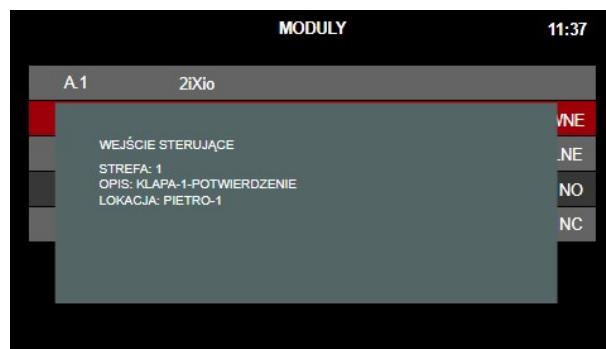 MODULY 11:37
A.1 2iXio
WNE
WEJŚCIE STERUJĄCE
.NE
STREFA: 1
OPIS: KLAPA-1-POTWIERDZENIE
NO
LOKACJA: PIETRO-1
NC